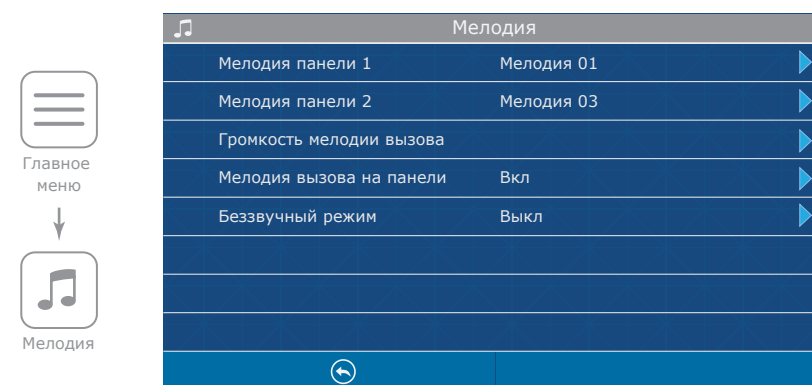 Мелодия
Мелодия панели 1 Мелодия 01
Мелодия панели 2 Мелодия 03
Громкость мелодии вызова
Мелодия вызова на панели Вкл
Беззвучный режим Выкл
Главное
меню
Мелодия